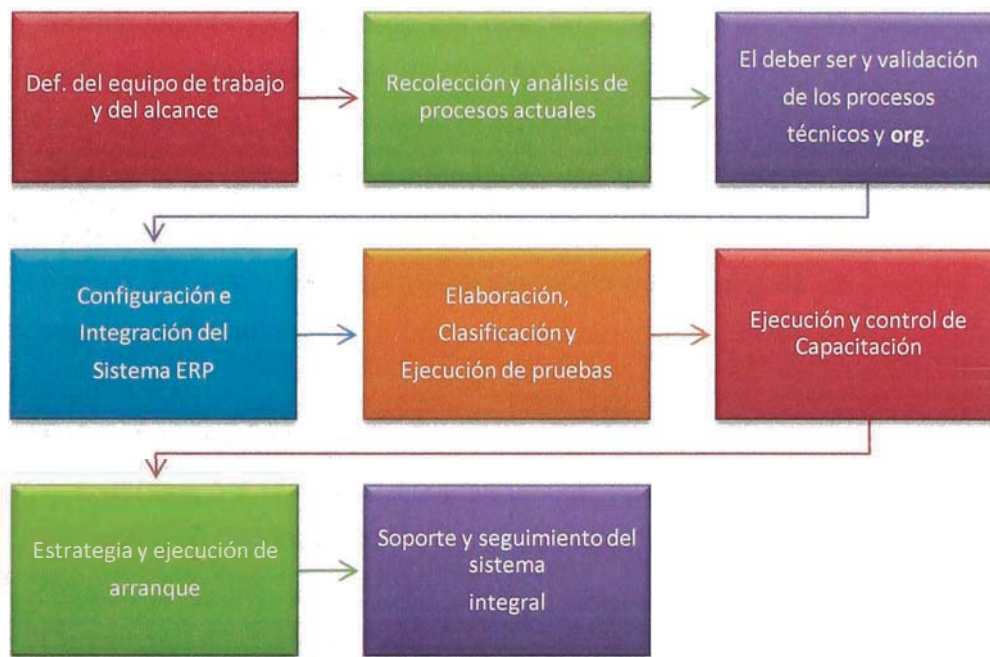 Def. del equipo de trabajo
y del alcance
Recolección y análisis de
procesos actuales
El deber ser y validación
de los procesos
técnicos y org.
Configuración e
Integración del
Sistema ERP
Elaboración,
Clasificación y
Ejecución de pruebas
Ejecución y control de
Capacitación
Estrategia y ejecución de
arranque
Soporte y seguimiento del
sistema
integral